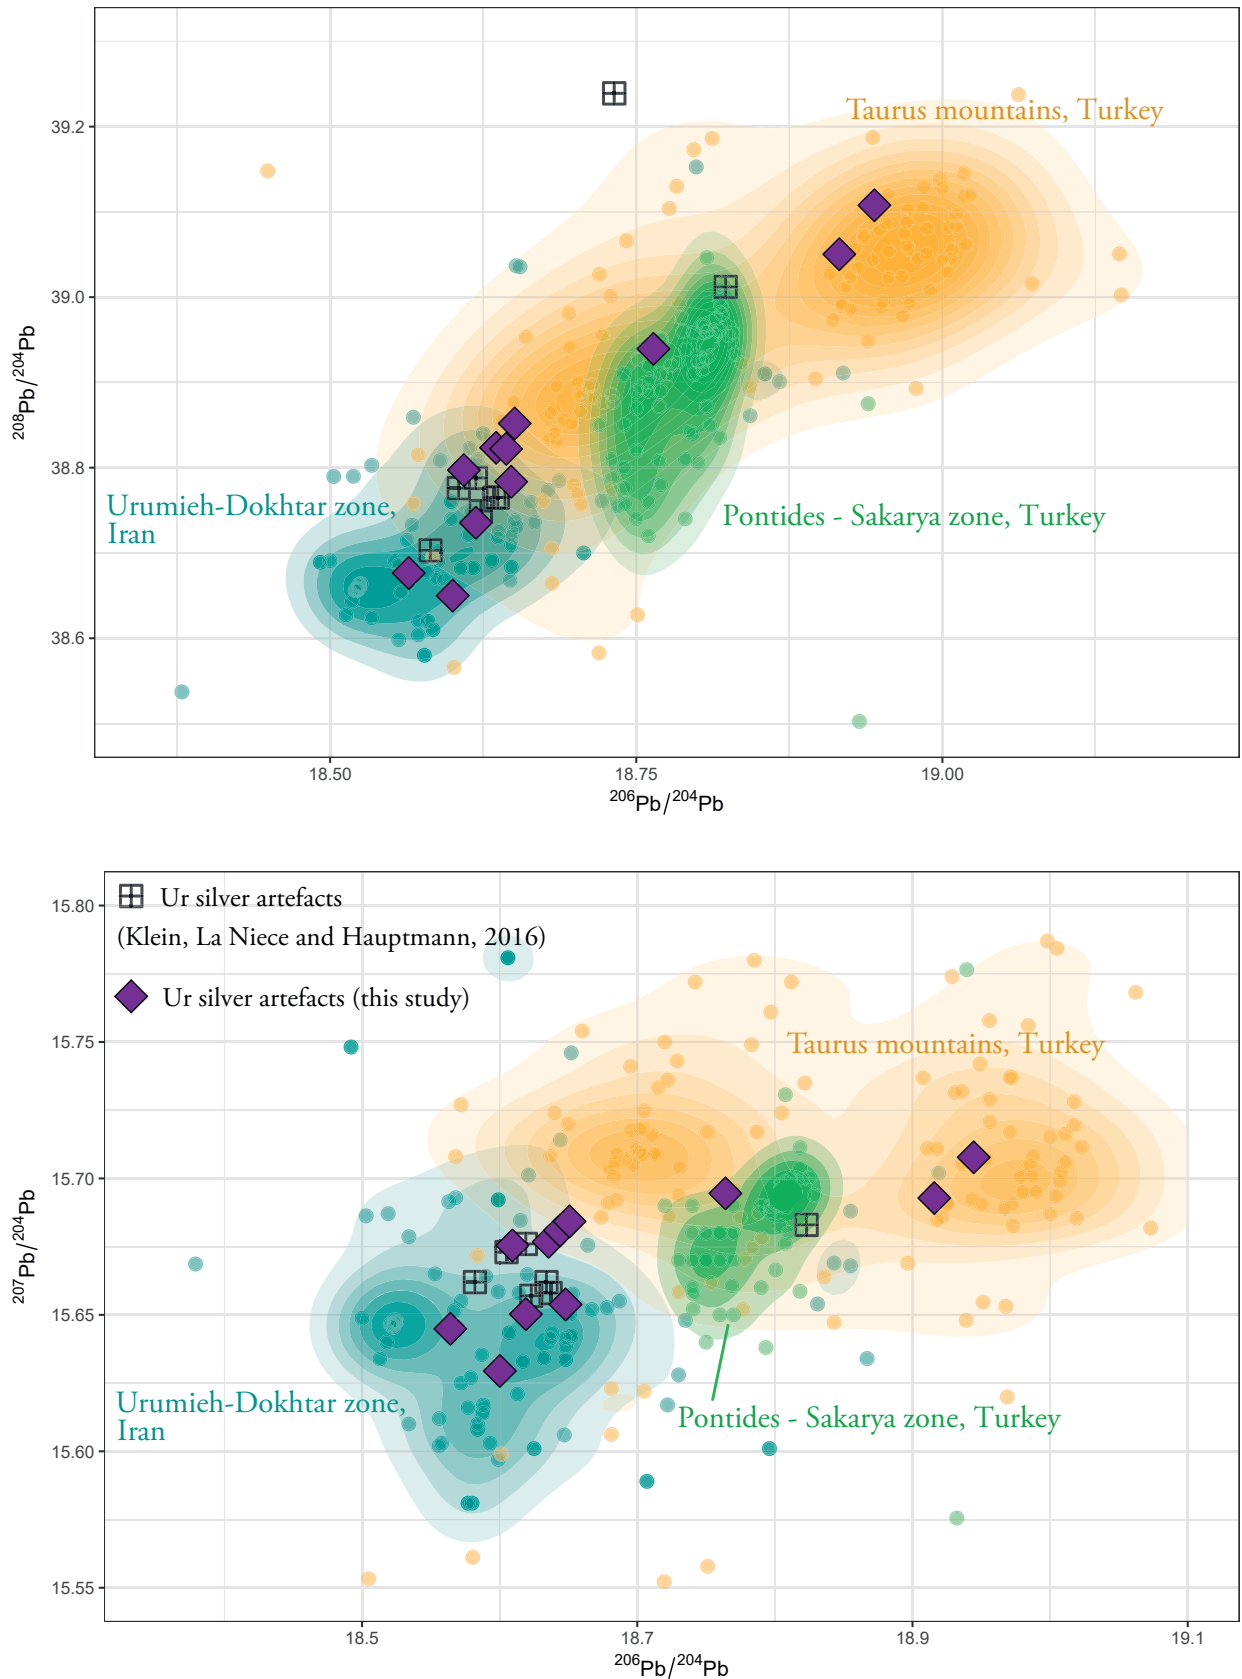 Taurus mountains, Turkey
39.2
39.0
²⁰⁸Pb/²⁰⁴Pb
38.8
Urumieh-Dokhtar zone,
Iran
Pontides - Sakarya zone, Turkey
38.6
18.50 18.75 19.00
²⁰⁶Pb/²⁰⁴Pb
15.80
Ur silver artefacts
(Klein, La Niece and Hauptmann, 2016)
Ur silver artefacts (this study)
15.75
Taurus mountains, Turkey
15.70
²⁰⁷Pb/²⁰⁴Pb
15.65
Urumieh-Dokhtar zone,
Iran
Pontides - Sakarya zone, Turkey
15.60
15.55
18.5 18.7 18.9 19.1
²⁰⁶Pb/²⁰⁴Pb